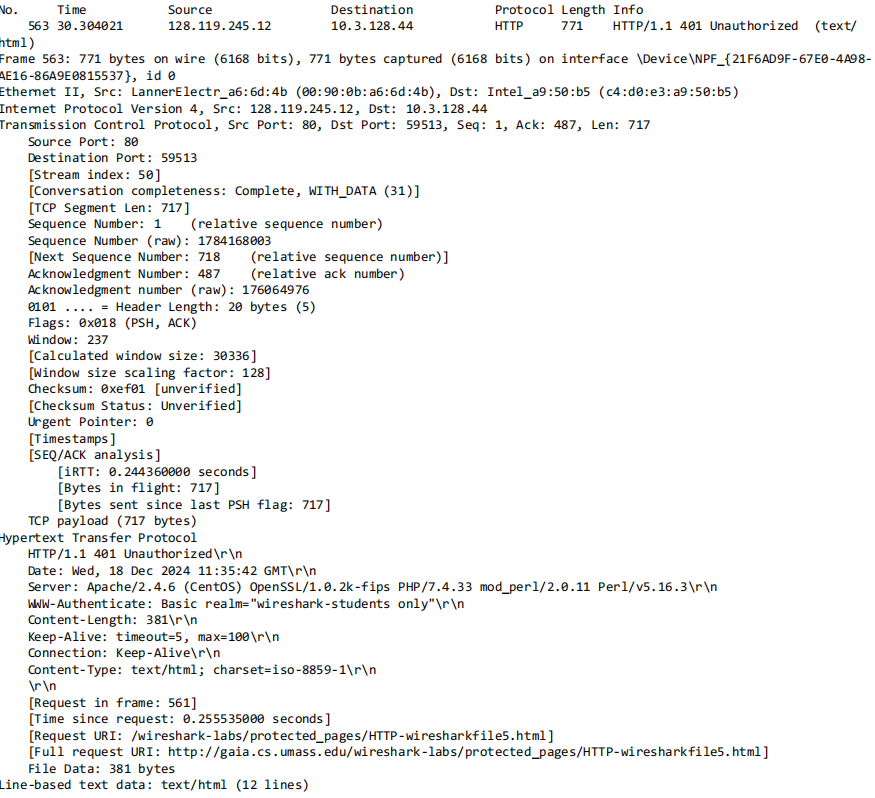 No.     Time           Source                Destination           Protocol Length Info
    563 30.304021      128.119.245.12        10.3.128.44           HTTP     771    HTTP/1.1 401 Unauthorized  (text/
html)
Frame 563: 771 bytes on wire (6168 bits), 771 bytes captured (6168 bits) on interface \Device\NPF_{21F6AD9F-67E0-4A98-
AE16-86A9E0815537}, id 0
Ethernet II, Src: LannerElectr_a6:6d:4b (00:90:0b:a6:6d:4b), Dst: Intel_a9:50:b5 (c4:d0:e3:a9:50:b5)
Internet Protocol Version 4, Src: 128.119.245.12, Dst: 10.3.128.44
Transmission Control Protocol, Src Port: 80, Dst Port: 59513, Seq: 1, Ack: 487, Len: 717
    Source Port: 80
    Destination Port: 59513
    [Stream index: 50]
    [Conversation completeness: Complete, WITH_DATA (31)]
    [TCP Segment Len: 717]
    Sequence Number: 1    (relative sequence number)
    Sequence Number (raw): 1784168003
    [Next Sequence Number: 718    (relative sequence number)]
    Acknowledgment Number: 487    (relative ack number)
    Acknowledgment number (raw): 176064976
    0101 .... = Header Length: 20 bytes (5)
    Flags: 0x018 (PSH, ACK)
    Window: 237
    [Calculated window size: 30336]
    [Window size scaling factor: 128]
    Checksum: 0xef01 [unverified]
    [Checksum Status: Unverified]
    Urgent Pointer: 0
    [Timestamps]
    [SEQ/ACK analysis]
        [iRTT: 0.244360000 seconds]
        [Bytes in flight: 717]
        [Bytes sent since last PSH flag: 717]
    TCP payload (717 bytes)
Hypertext Transfer Protocol
    HTTP/1.1 401 Unauthorized\r\n
    Date: Wed, 18 Dec 2024 11:35:42 GMT\r\n
    Server: Apache/2.4.6 (CentOS) OpenSSL/1.0.2k-fips PHP/7.4.33 mod_perl/2.0.11 Perl/v5.16.3\r\n
    WWW-Authenticate: Basic realm="wireshark-students only"\r\n
    Content-Length: 381\r\n
    Keep-Alive: timeout=5, max=100\r\n
    Connection: Keep-Alive\r\n
    Content-Type: text/html; charset=iso-8859-1\r\n
    \r\n
    [Request in frame: 561]
    [Time since request: 0.255535000 seconds]
    [Request URI: /wireshark-labs/protected_pages/HTTP-wiresharkfile5.html]
    [Full request URI: http://gaia.cs.umass.edu/wireshark-labs/protected_pages/HTTP-wiresharkfile5.html]
    File Data: 381 bytes
Line-based text data: text/html (12 lines)